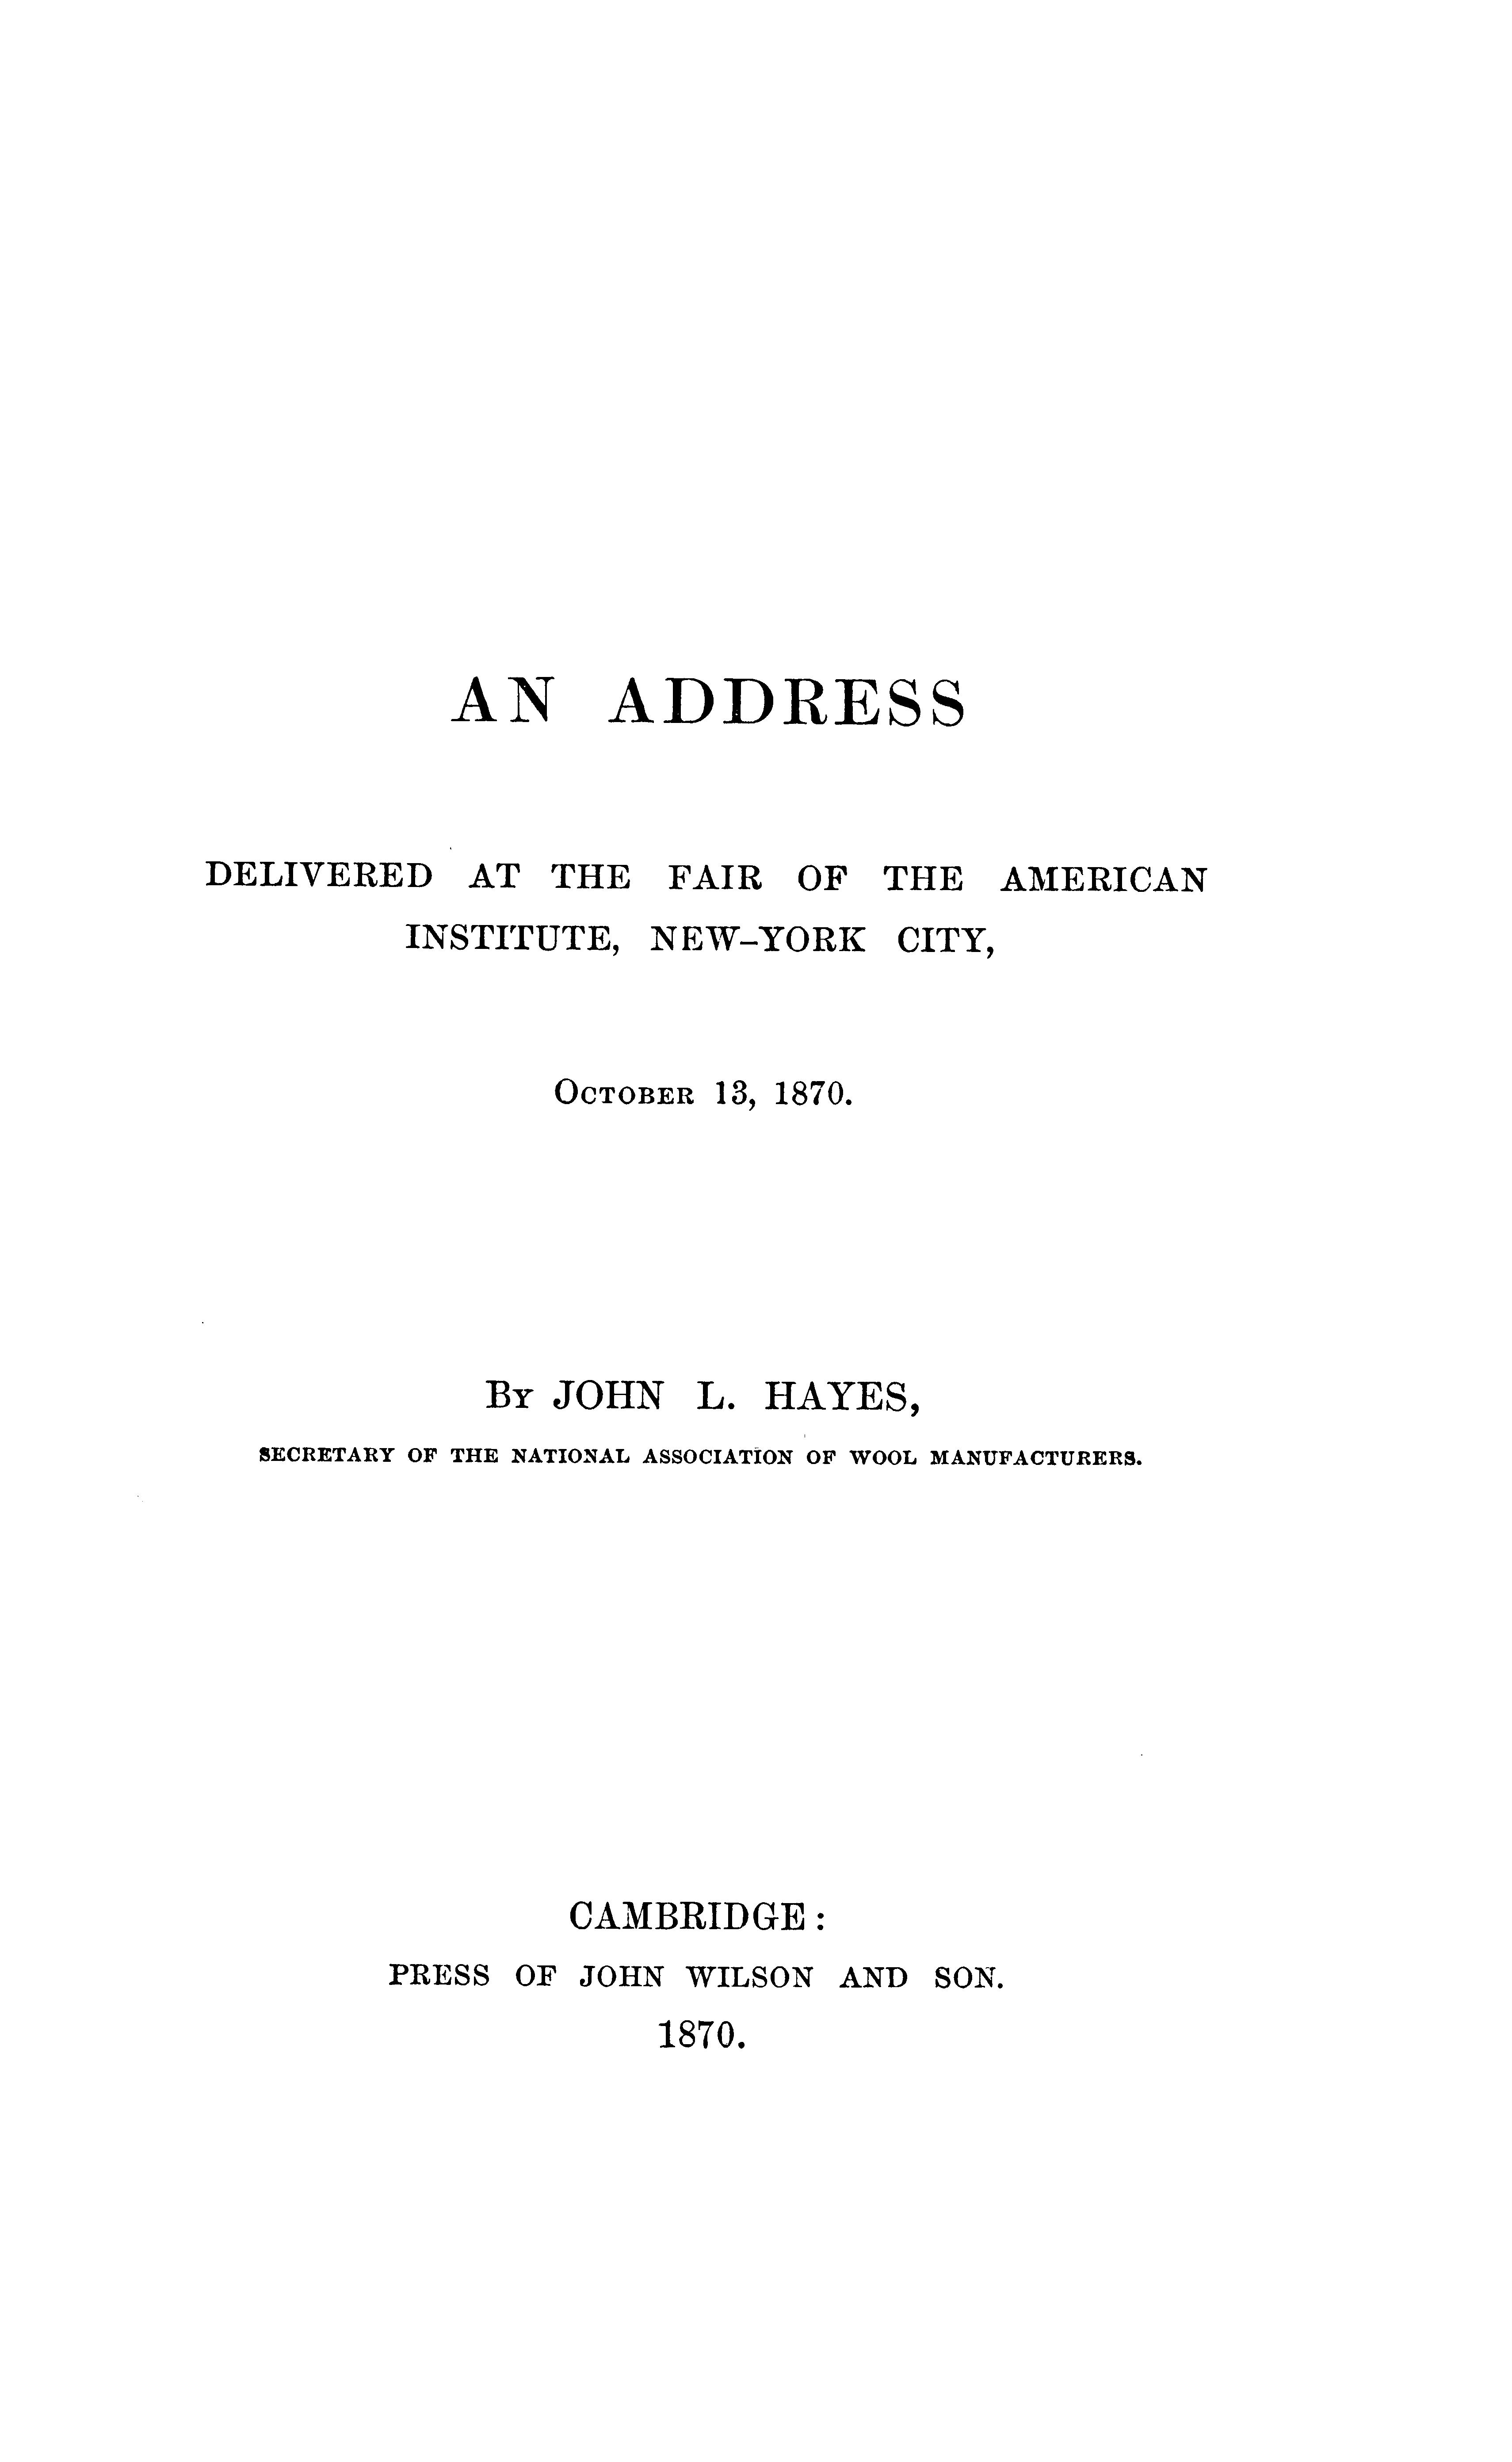 AN ADDRESS
DELIVERED AT THE FAIR OF THE AMERICAN
INSTITUTE, NEW-YORK CITY,
OCTOBER 13, 1870.
BY JOHN L. HAYES,
SECRETARY OF THE NATIONAL ASSOCIATION OF WOOL MANUFACTURERS.
CAMBRIDGE:
PRESS OF JOHN WILSON AND SON.
1870.